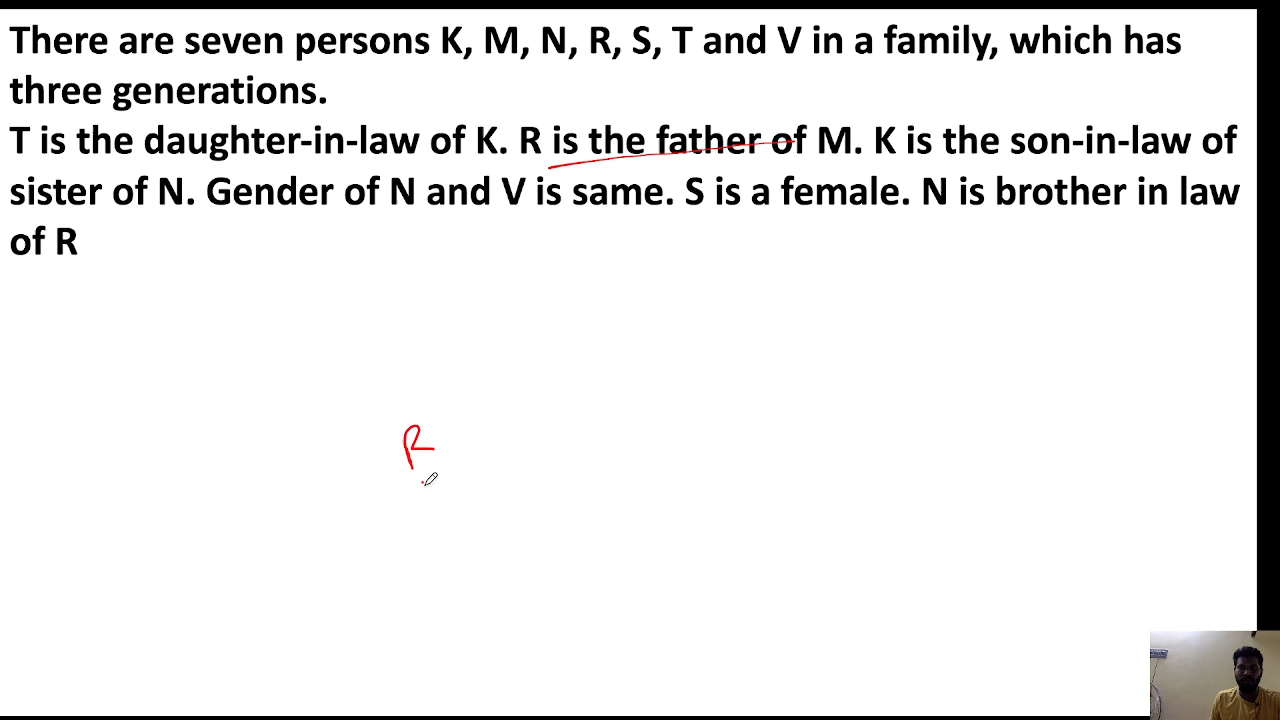 There are seven persons K, M, N, R, S, T and V in a family, which has
three generations.
T is the daughter-in-law of K. R is the father of M. K is the son-in-law of
sister of N. Gender of N and V is same. S is a female. N is brother in law
of R
R